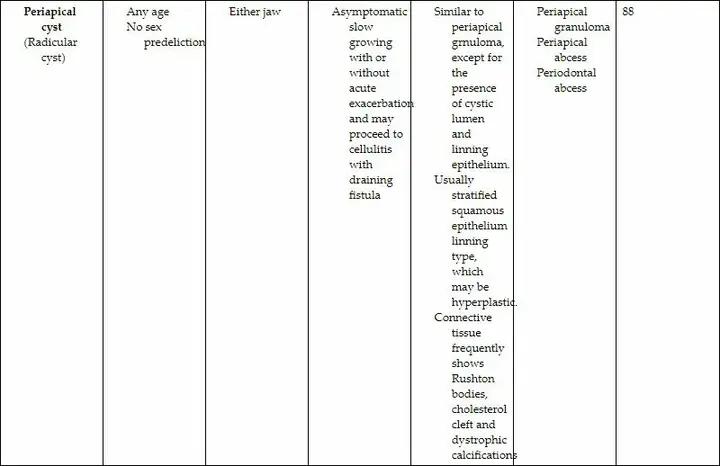 Periapical
cyst
(Radicular
cyst)
Any age
No sex
predeliction
Either jaw
Asymptomatic
slow
growing
with or
without
acute
exacerbation
and may
proceed to
cellulitis
with
draining
fistula
Similar to
periapical
grnuloma,
except for
the
presence
of cystic
lumen
and
linning
epithelium.
Usually
stratified
squamous
epithelium
linning
type,
which
may be
hyperplastic.
Connective
tissue
frequently
shows
Rushton
bodies,
cholesterol
cleft and
dystrophic
calcifications
Periapical
granuloma
Periapical
abcess
Periodontal
abcess
88